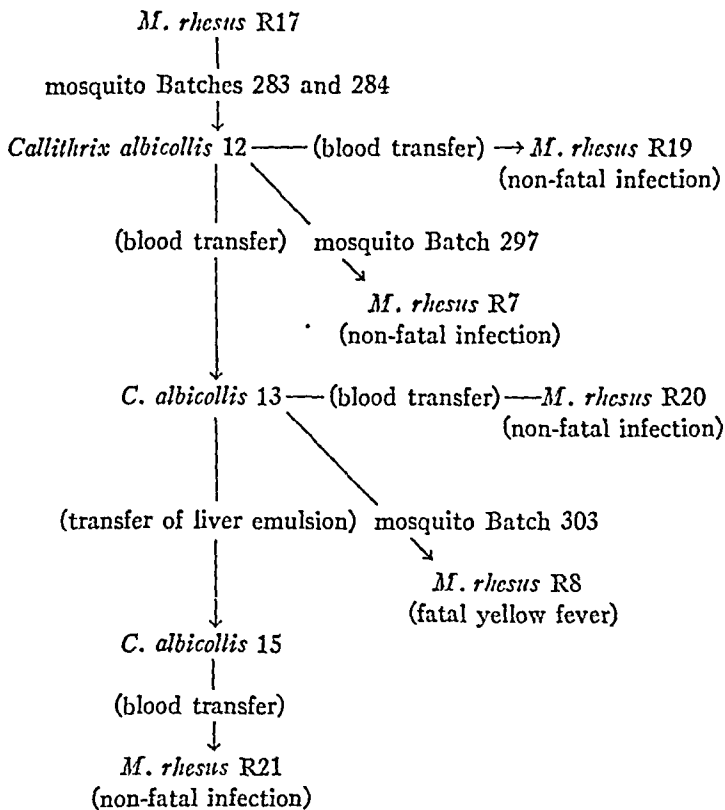 M. rhesus R17
mosquito Batches 283 and 284
Callithrix albicollis 12 (blood transfer) M. rhesus R19
(non-fatal infection)
(blood transfer) mosquito Batch 297
M. rhesus R7
(non-fatal infection)
C. albicollis 13 (blood transfer) M. rhesus R20
(non-fatal infection)
(transfer of liver emulsion) mosquito Batch 303
M. rhesus R8
(fatal yellow fever)
C. albicollis 15
(blood transfer)
M. rhesus R21
(non-fatal infection)